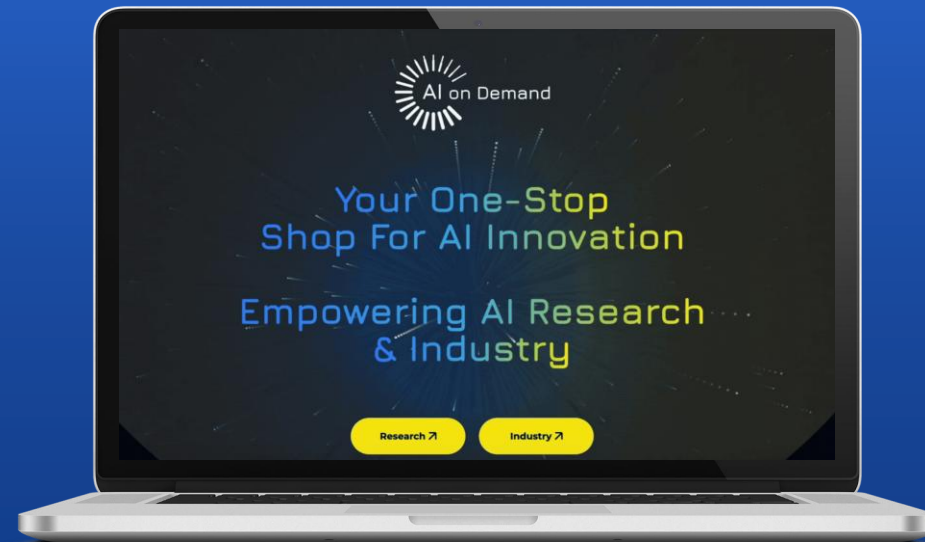 AI on Demand
Your One-Stop
Shop For AI Innovation
Empowering AI Research
& Industry
Research
Industry